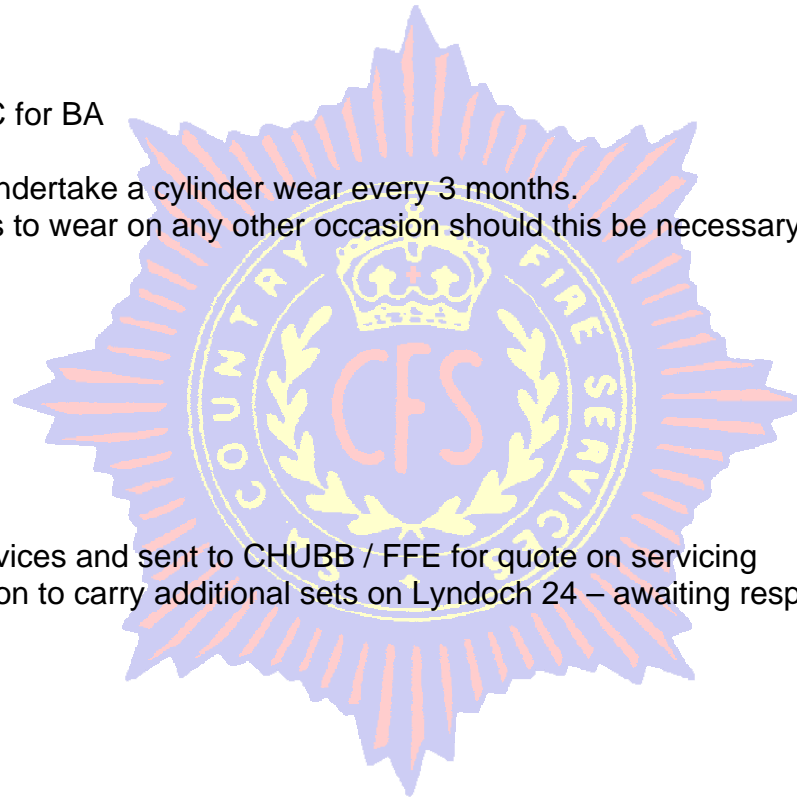 C for BA
ndertake a cylinder wear every 3 months.
s to wear on any other occasion should this be necessary
SA COUNTRY FIRE SERVICES
CFS
vices and sent to CHUBB / FFE for quote on servicing
on to carry additional sets on Lyndoch 24 – awaiting resp